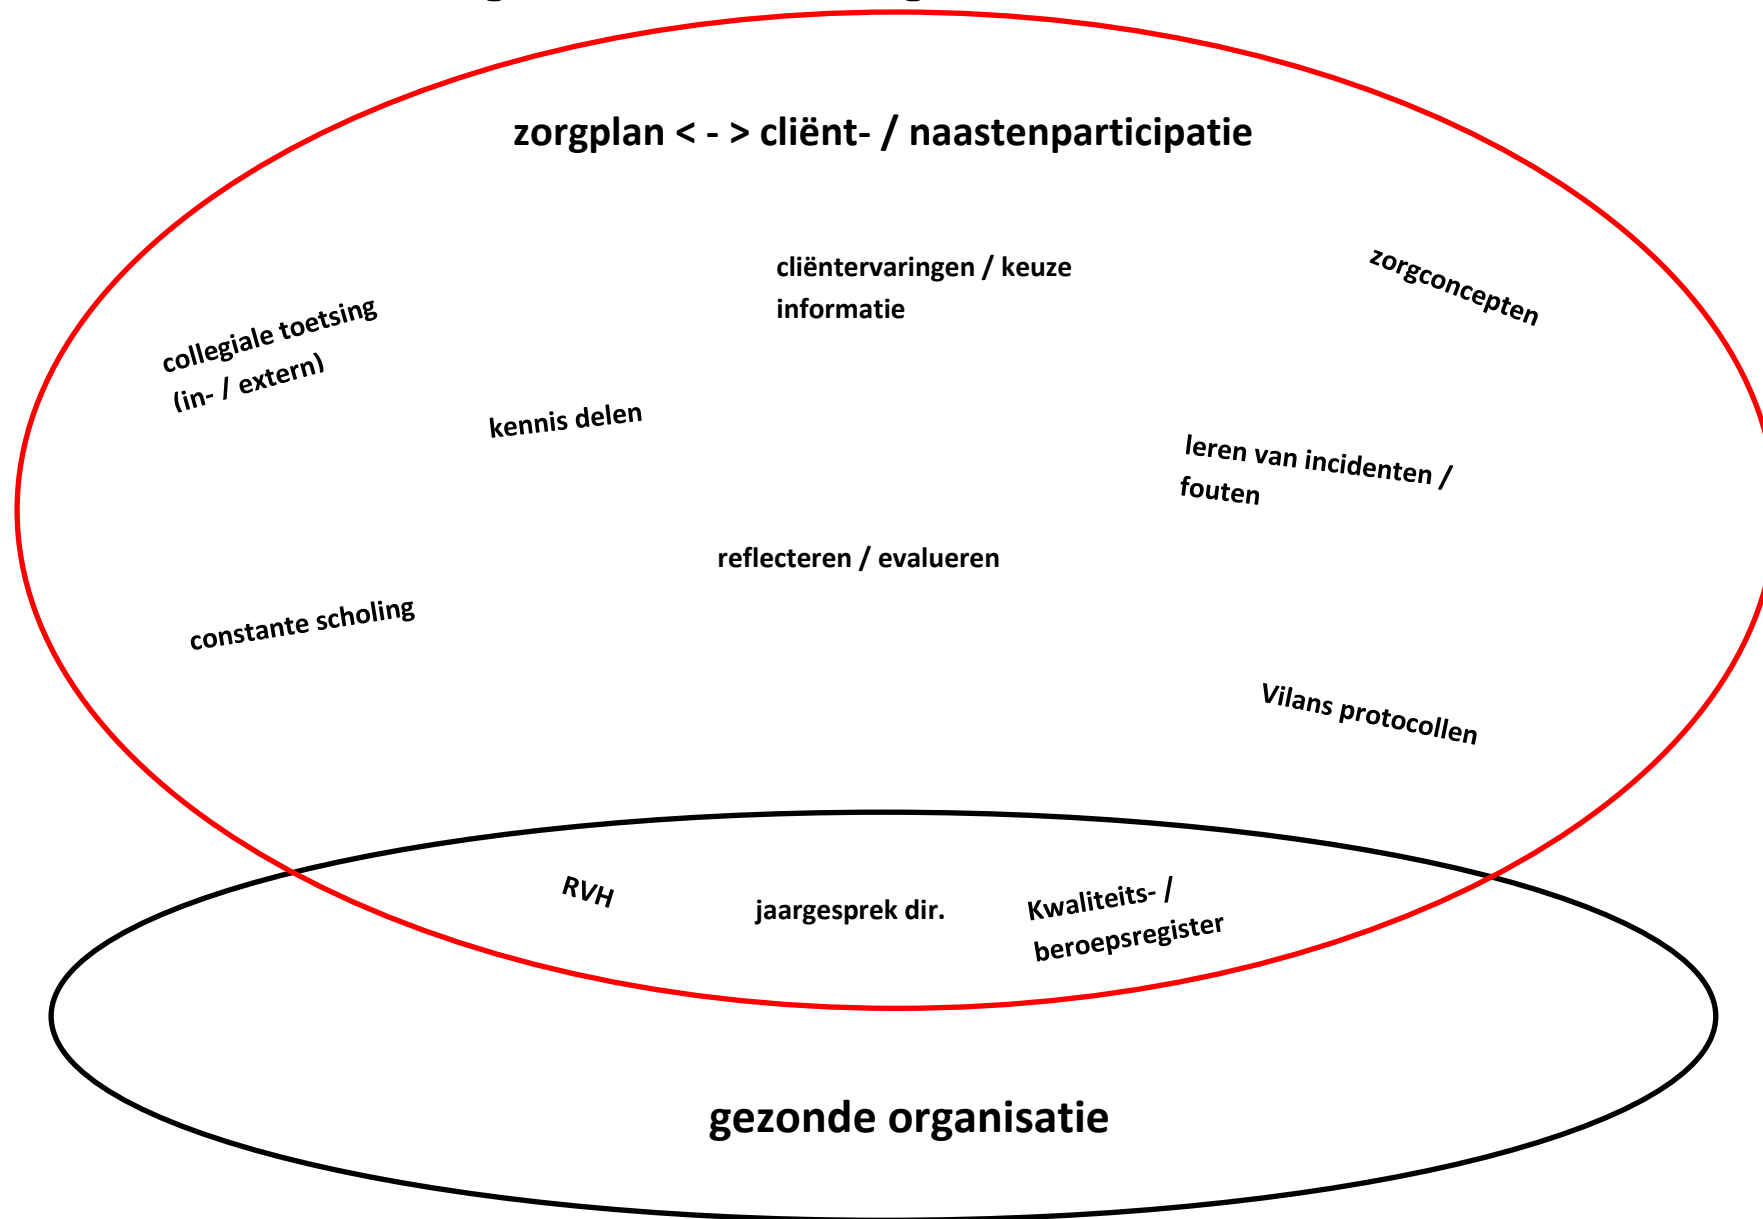 zorgplan < - > cliënt- / naastenparticipatie
cliëntervaringen / keuze
informatie
zorgconcepten
collegiale toetsing
(in- / extern)
kennis delen
leren van incidenten /
fouten
reflecteren / evalueren
constante scholing
Vilans protocollen
RVH
jaargesprek dir.
Kwaliteits- /
beroepsregister
gezonde organisatie